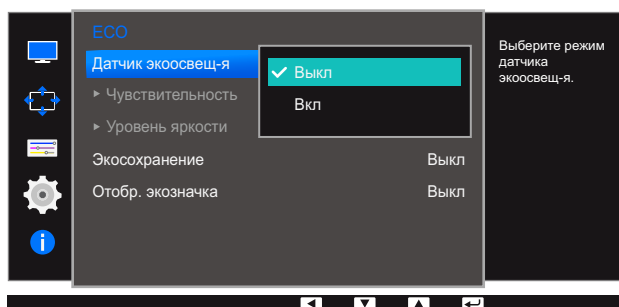 ECO
Датчик экоосвещ-я
Выкл
Вкл
▸ Чувствительность
▸ Уровень яркости
Экосохранение Выкл
Отобр. экозначка Выкл
Выберите режим
датчика
экоосвещ-я.